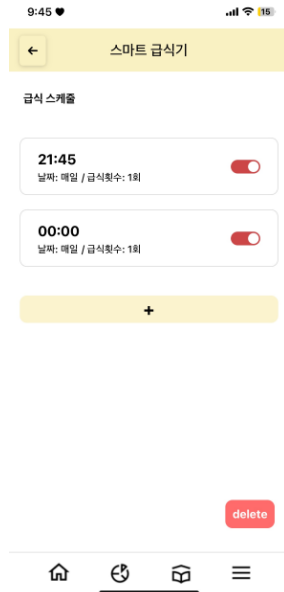 9:45
15
스마트 급식기
급식 스케줄
21:45
날짜: 매일 / 급식횟수: 1회
00:00
날짜: 매일 / 급식횟수: 1회
+
delete